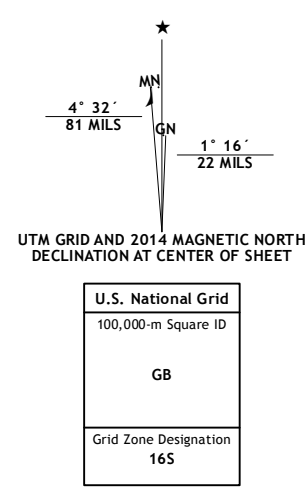 MN
4° 32´
81 MILS
GN
1° 16´
22 MILS
UTM GRID AND 2014 MAGNETIC NORTH
DECLINATION AT CENTER OF SHEET
U.S. National Grid
100,000-m Square ID
GB
Grid Zone Designation
16S